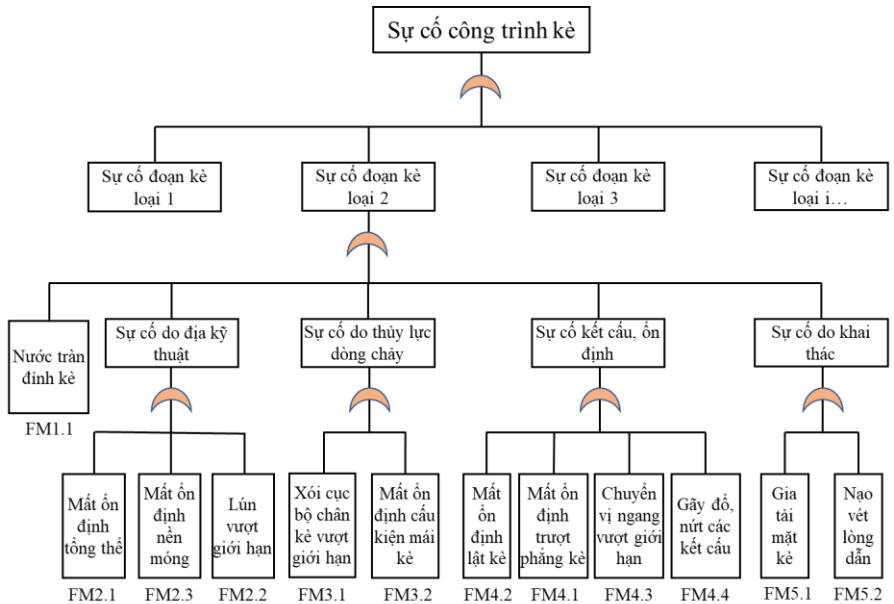 Sự cố công trình kè
Sự cố đoạn kè
loại 1
Sự cố đoạn kè
loại 2
Sự cố đoạn kè
loại 3
Sự cố đoạn kè
loại i…
Nước tràn
đỉnh kè
FM1.1
Sự cố do địa kỹ
thuật
Sự cố do thủy lực
dòng chảy
Sự cố kết cấu, ổn
định
Sự cố do khai
thác
Mất ổn
định
tổng thể
FM2.1
Mất ổn
định
nền
móng
FM2.3
Lún
vượt
giới hạn
FM2.2
Xói cục
bộ chân
kè vượt
giới hạn
FM3.1
Mất ổn
định cấu
kiện mái
kè
FM3.2
Mất
ổn
định
lật kè
FM4.2
Mất ổn
định
trượt
phẳng kè
FM4.1
Chuyển
vị ngang
vượt giới
hạn
FM4.3
Gãy đổ,
nứt các
kết cấu
FM4.4
Gia
tải
mặt
kè
FM5.1
Nạo
vét
lòng
dẫn
FM5.2